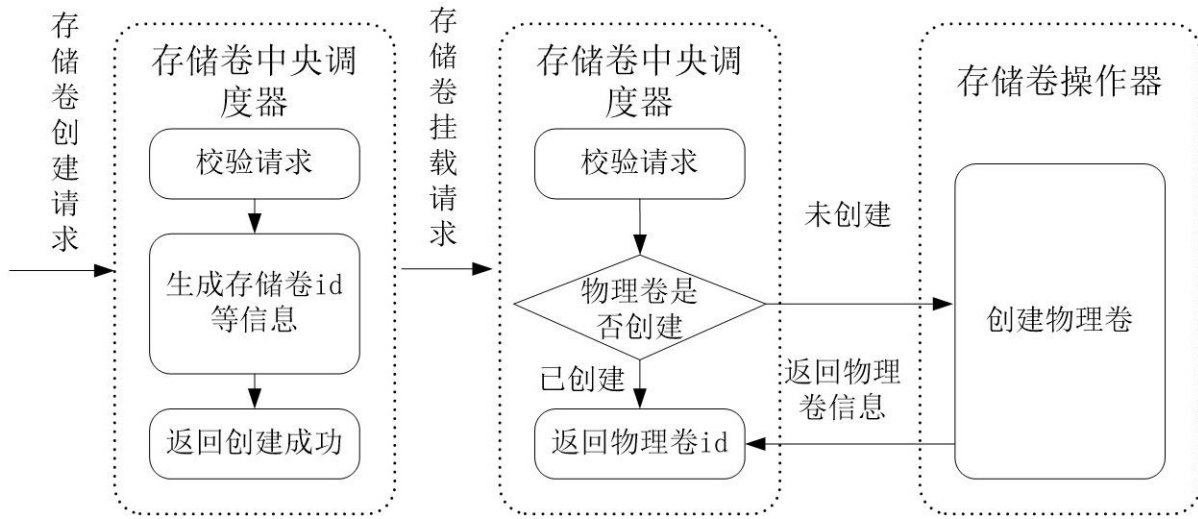 存储卷创建请求
存储卷中央调
度器
校验请求
生成存储卷id
等信息
返回创建成功
存储卷挂载请求
存储卷中央调
度器
校验请求
物理卷是
否创建
已创建
返回物理卷id
未创建
返回物理
卷信息
存储卷操作器
创建物理卷